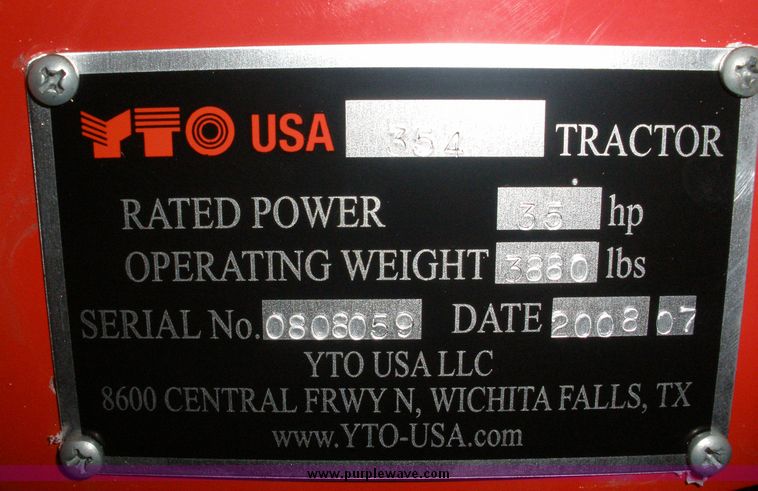 YTO USA 354 TRACTOR
RATED POWER 35 hp
OPERATING WEIGHT 3880 lbs
SERIAL No. 0808059 DATE 2008 07
YTO USA LLC
8600 CENTRAL FRWY N, WICHITA FALLS, TX
www.YTO-USA.com
www.purplewave.com